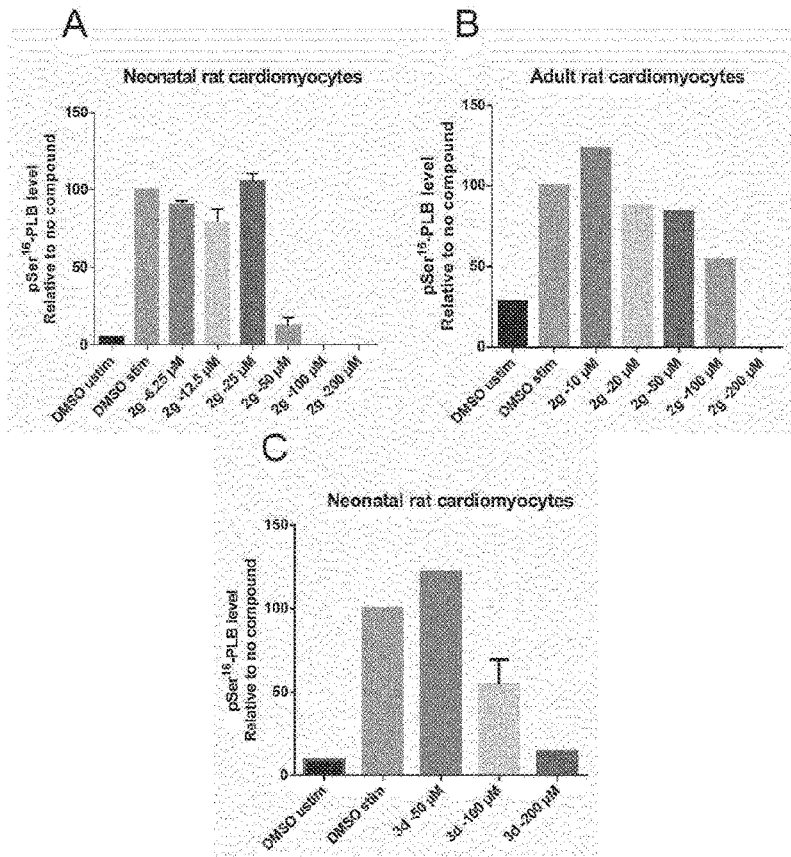 A
Neonatal rat cardiomyocytes
pSer¹⁶-PLB level
Relative to no compound
150
100
50
0
DMSO ustim
DMSO stim
2g -6.25 µM
2g -12.5 µM
2g -25 µM
2g -50 µM
2g -100 µM
2g -200 µM
B
Adult rat cardiomyocytes
pSer¹⁶-PLB level
Relative to no compound
150
100
50
0
DMSO ustim
DMSO stim
2g -10 µM
2g -20 µM
2g -50 µM
2g -100 µM
2g -200 µM
C
Neonatal rat cardiomyocytes
pSer¹⁶-PLB level
Relative to no compound
150
100
50
0
DMSO ustim
DMSO stim
3d -50 µM
3d -100 µM
3d -200 µM